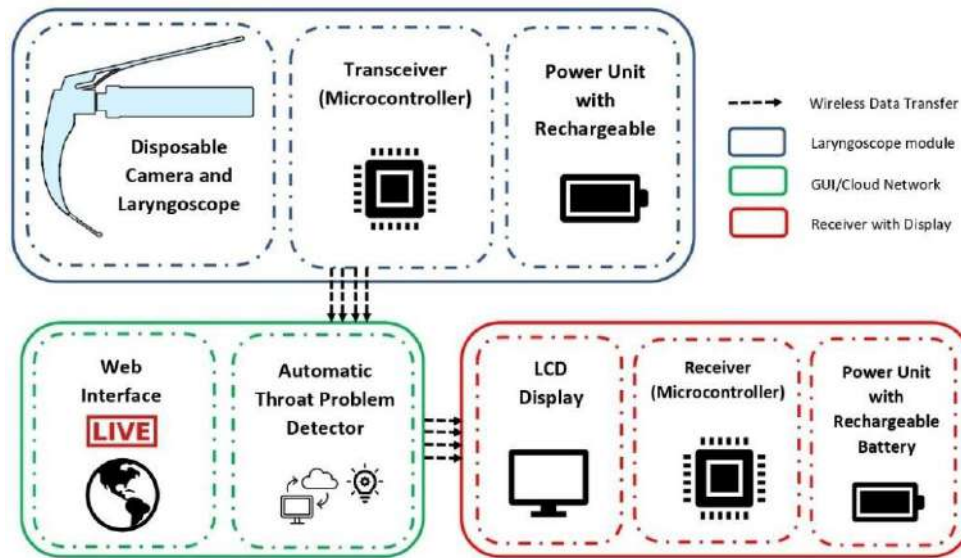 Disposable
Camera and
Laryngoscope
Transceiver
(Microcontroller)
Power Unit
with
Rechargeable
Wireless Data Transfer
Laryngoscope module
GUI/Cloud Network
Receiver with Display
Web
Interface
LIVE
Automatic
Throat Problem
Detector
LCD
Display
Receiver
(Microcontroller)
Power Unit
with
Rechargeable
Battery